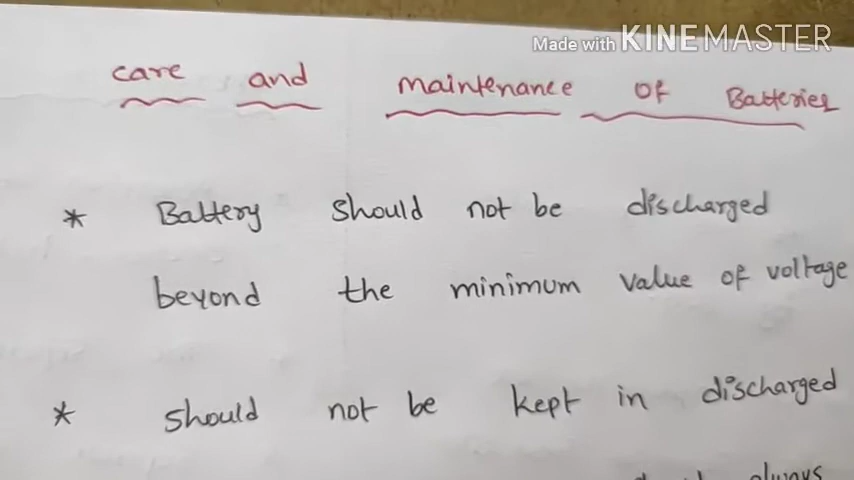 Made with KINEMASTER
care and maintenance of Batteries
* Battery should not be discharged
beyond the minimum value of voltage
* should not be kept in discharged
always